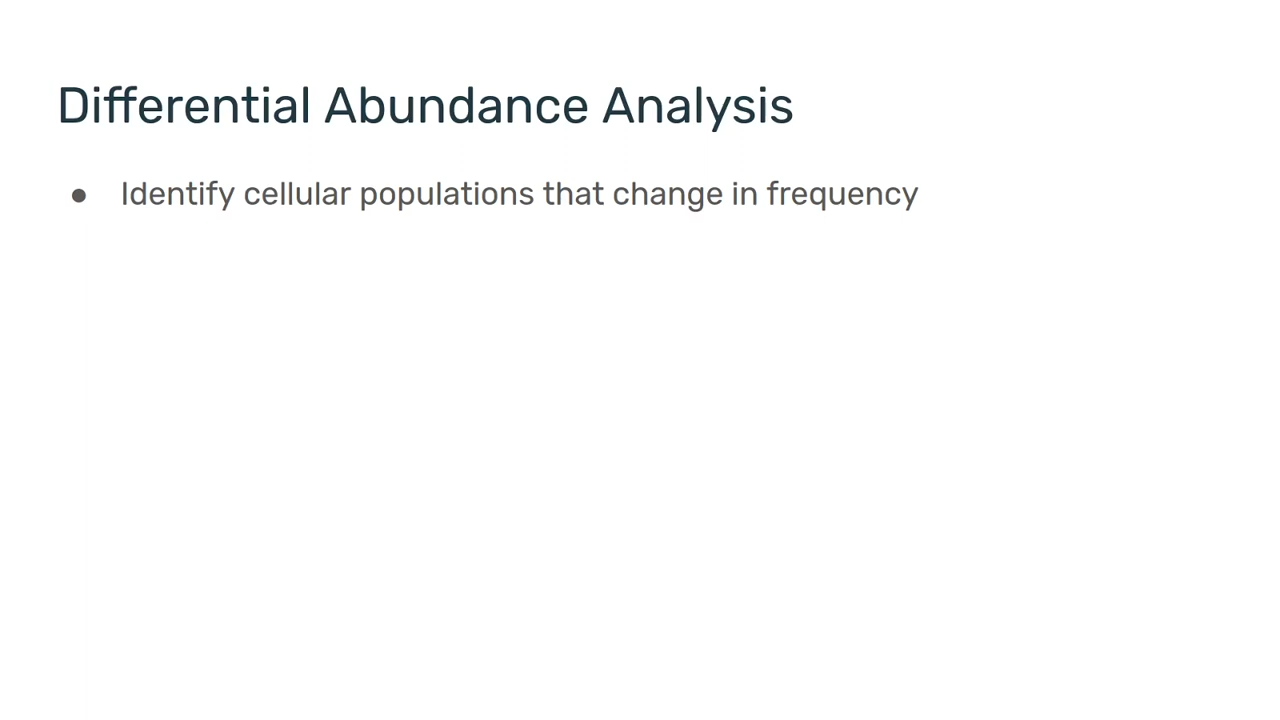 Differential Abundance Analysis
● Identify cellular populations that change in frequency